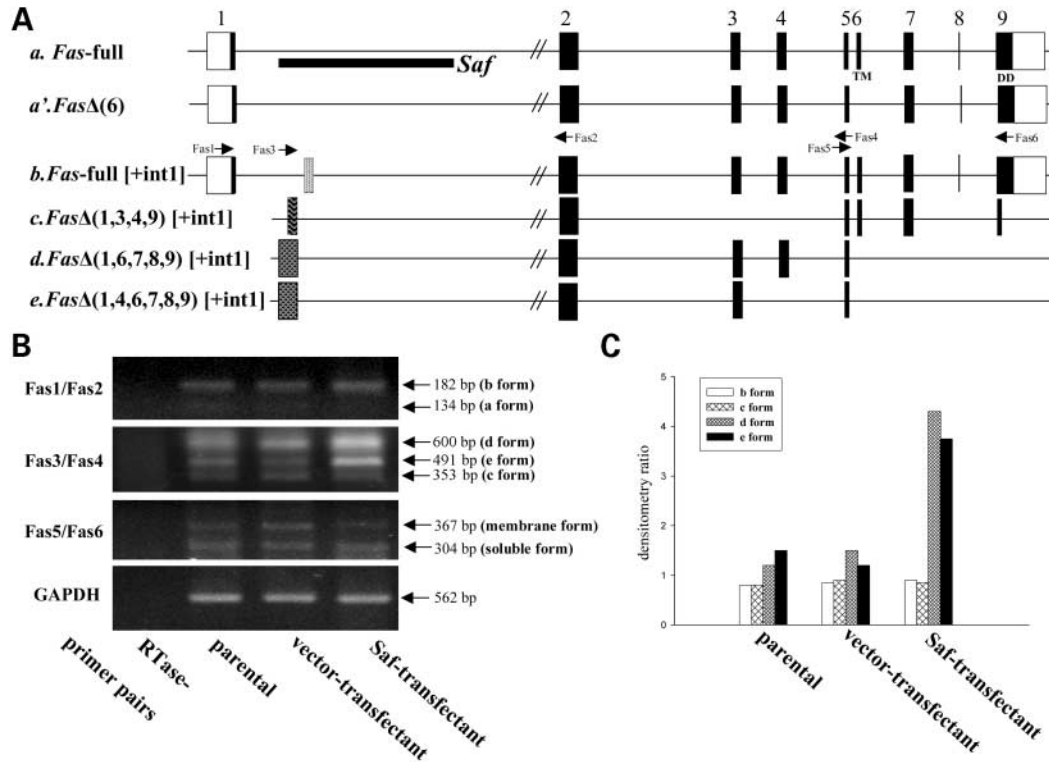 A
1 2 3 4 5 6 7 8 9
a. Fas-full
Saf
TM
DD
a'.FasΔ(6)
Fas1 Fas3 Fas2 Fas4
Fas5 Fas6
b.Fas-full [+int1]
c.FasΔ(1,3,4,9) [+int1]
d.FasΔ(1,6,7,8,9) [+int1]
e.FasΔ(1,4,6,7,8,9) [+int1]
B
Fas1/Fas2
182 bp (b form)
134 bp (a form)
Fas3/Fas4
600 bp (d form)
491 bp (e form)
353 bp (c form)
Fas5/Fas6
367 bp (membrane form)
304 bp (soluble form)
GAPDH
562 bp
primer pairs
RTase-
parental
vector-transfectant
Saf-transfectant
C
5
4
3
2
1
0
densitometry ratio
b form
c form
d form
e form
parental
vector-transfectant
Saf-transfectant